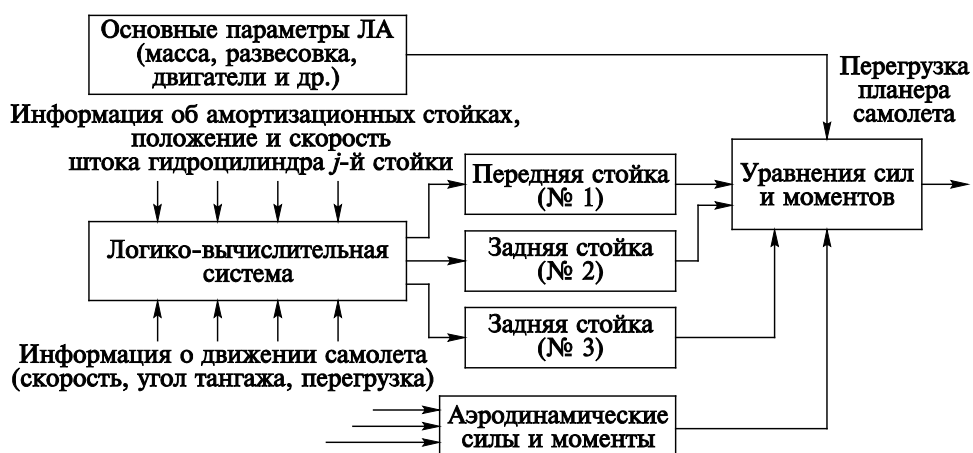 Основные параметры ЛА
(масса, развесовка,
двигатели и др.)
Перегрузка
планера
самолета
Информация об амортизационных стойках,
положение и скорость
штока гидроцилиндра j-й стойки
Передняя стойка
(№ 1)
Уравнения сил
и моментов
Логико-вычислительная
система
Задняя стойка
(№ 2)
Задняя стойка
(№ 3)
Информация о движении самолета
(скорость, угол тангажа, перегрузка)
Аэродинамические
силы и моменты